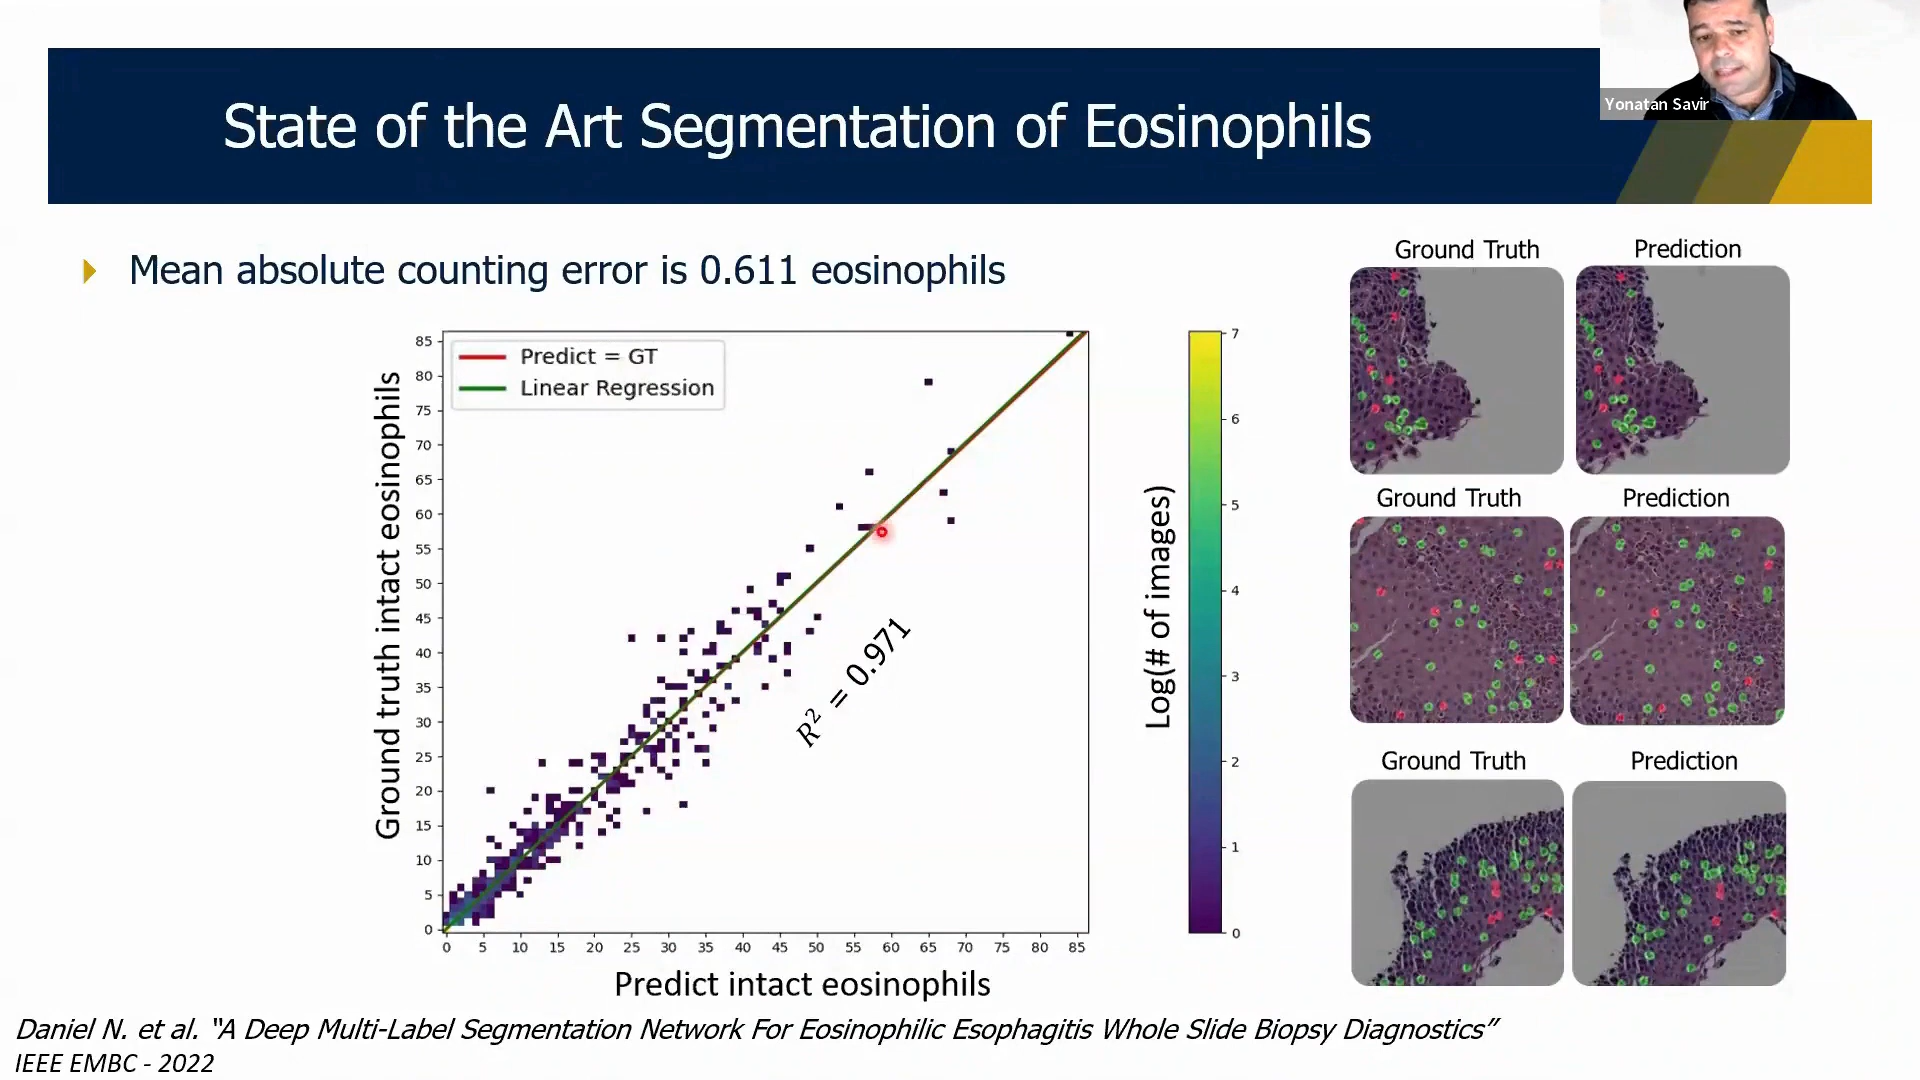 Yonatan Savir
State of the Art Segmentation of Eosinophils
Mean absolute counting error is 0.611 eosinophils
Predict = GT
Linear Regression
Ground truth intact eosinophils
85
80
75
70
65
60
55
50
45
40
35
30
25
20
15
10
5
0
0 5 10 15 20 25 30 35 40 45 50 55 60 65 70 75 80 85
Predict intact eosinophils
R² = 0.971
Log(# of images)
7
6
5
4
3
2
1
0
Ground Truth Prediction
Ground Truth Prediction
Ground Truth Prediction
Daniel N. et al. “A Deep Multi-Label Segmentation Network For Eosinophilic Esophagitis Whole Slide Biopsy Diagnostics”
IEEE EMBC - 2022